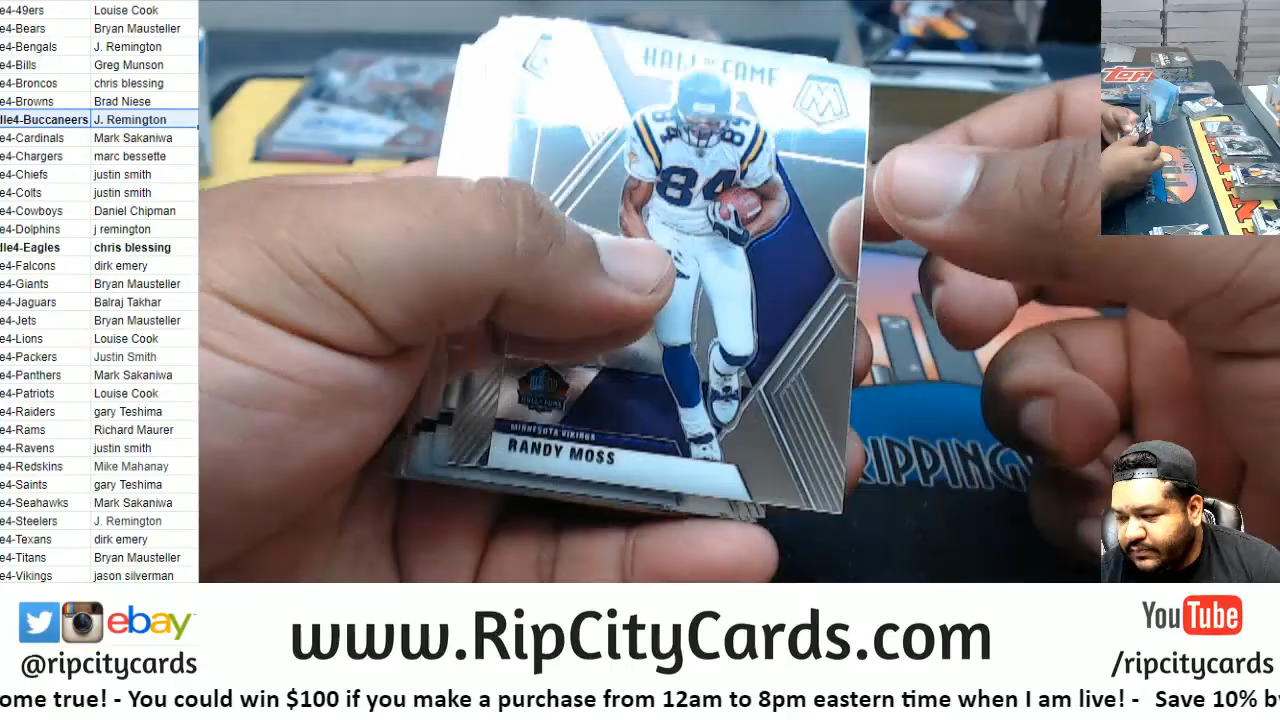 e4-49ers Louise Cook
e4-Bears Bryan Mausteller
e4-Bengals J. Remington
e4-Bills Greg Munson
e4-Broncos chris blessing
e4-Browns Brad Niese
dle4-Buccaneers J. Remington
e4-Cardinals Mark Sakaniwa
e4-Chargers marc bessette
e4-Chiefs justin smith
e4-Colts justin smith
e4-Cowboys Daniel Chipman
e4-Dolphins j remington
dle4-Eagles chris blessing
e4-Falcons dirk emery
e4-Giants Bryan Mausteller
e4-Jaguars Balraj Takhar
e4-Jets Bryan Mausteller
e4-Lions Louise Cook
e4-Packers Justin Smith
e4-Panthers Mark Sakaniwa
e4-Patriots Louise Cook
e4-Raiders gary Teshima
e4-Rams Richard Maurer
e4-Ravens justin smith
e4-Redskins Mike Mahanay
e4-Saints gary Teshima
e4-Seahawks Mark Sakaniwa
e4-Steelers J. Remington
e4-Texans dirk emery
e4-Titans Bryan Mausteller
e4-Vikings jason silverman
HALL OF FAME
M
84
84
84
MINNESOTA VIKINGS
RANDY MOSS
RIPPING
ebay
@ripcitycards
www.RipCityCards.com
YouTube
/ripcitycards
ome true! - You could win $100 if you make a purchase from 12am to 8pm eastern time when I am live! - Save 10% b